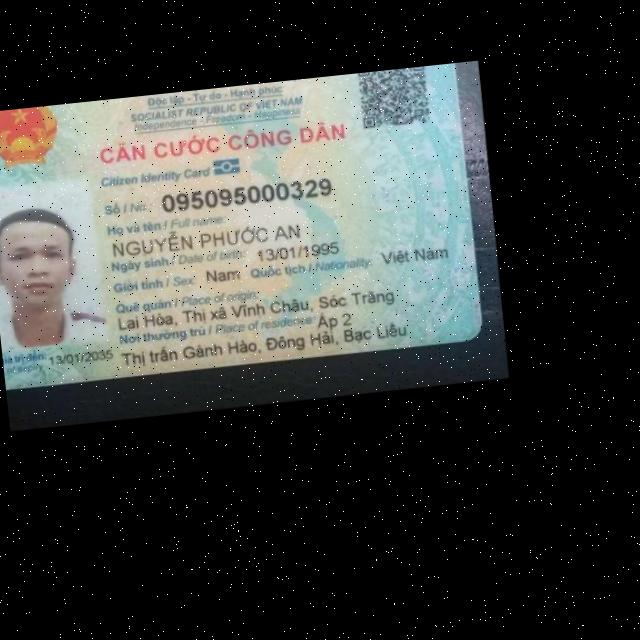 Độc lập - Tự do - Hạnh phúc
SOCIALIST REPUBLIC OF VIET NAM
Independence - Freedom - Happiness
CĂN CƯỚC CÔNG DÂN
Citizen Identity Card
Số / No.: 095095000329
Họ và tên / Full name:
NGUYỄN PHƯỚC AN
Ngày sinh / Date of birth: 13/01/1995
Giới tính / Sex: Nam Quốc tịch / Nationality: Việt Nam
Quê quán / Place of origin:
Lai Hòa, Thị xã Vĩnh Châu, Sóc Trăng
Nơi thường trú / Place of residence: Ấp 2
13/01/2035
Thị trấn Gành Hào, Đông Hải, Bạc Liêu